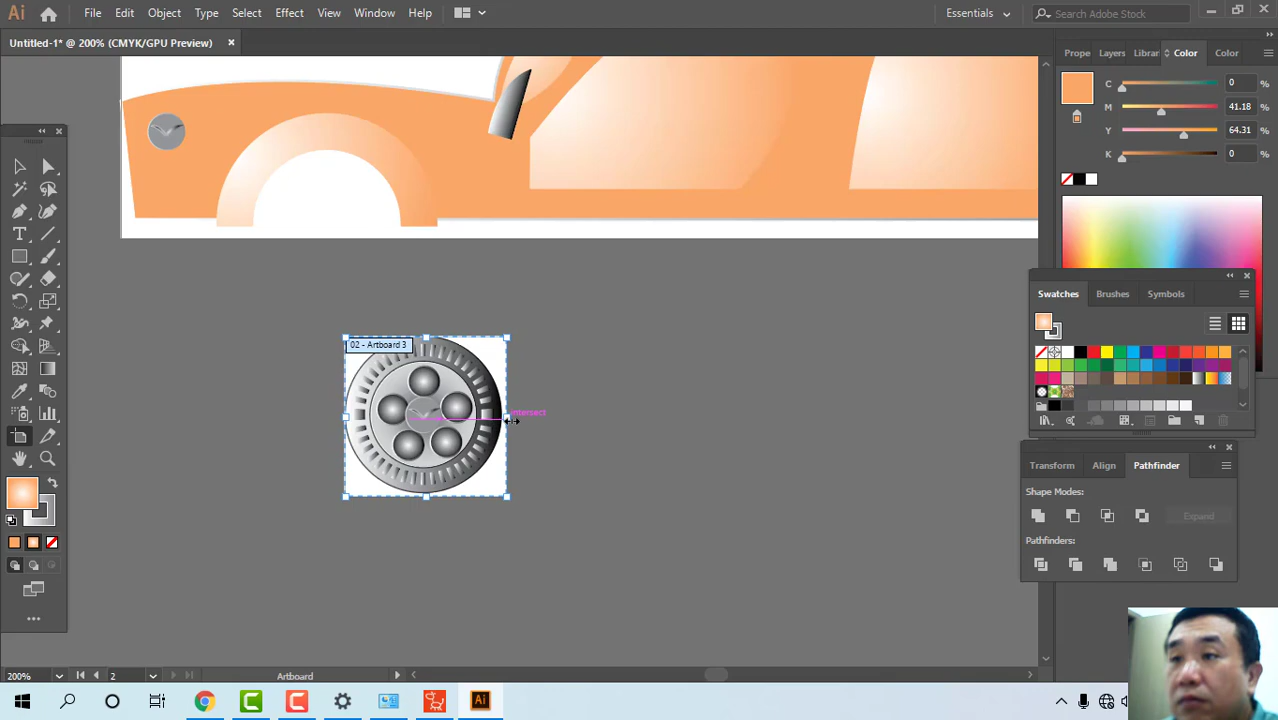 Ai File Edit Object Type Select Effect View Window Help Essentials Search Adobe Stock
Untitled-1* @ 200% (CMYK/GPU Preview) ×
Prope Layers Librar Color Color
C 0 %
M 41.18 %
Y 64.31 %
K 0 %
Swatches Brushes Symbols
02 - Artboard 3
intersect
Transform Align Pathfinder
Shape Modes:
Expand
Pathfinders:
200% 2 Artboard
Ai